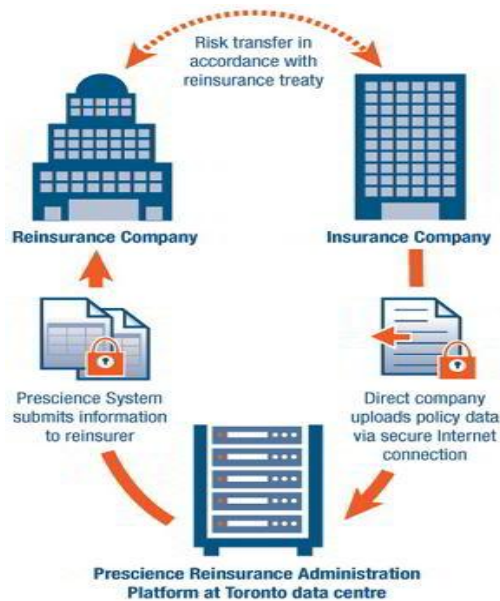 Risk transfer in
accordance with
reinsurance treaty
Reinsurance Company
Insurance Company
Prescience System
submits information
to reinsurer
Direct company
uploads policy data
via secure Internet
connection
Prescience Reinsurance Administration
Platform at Toronto data centre